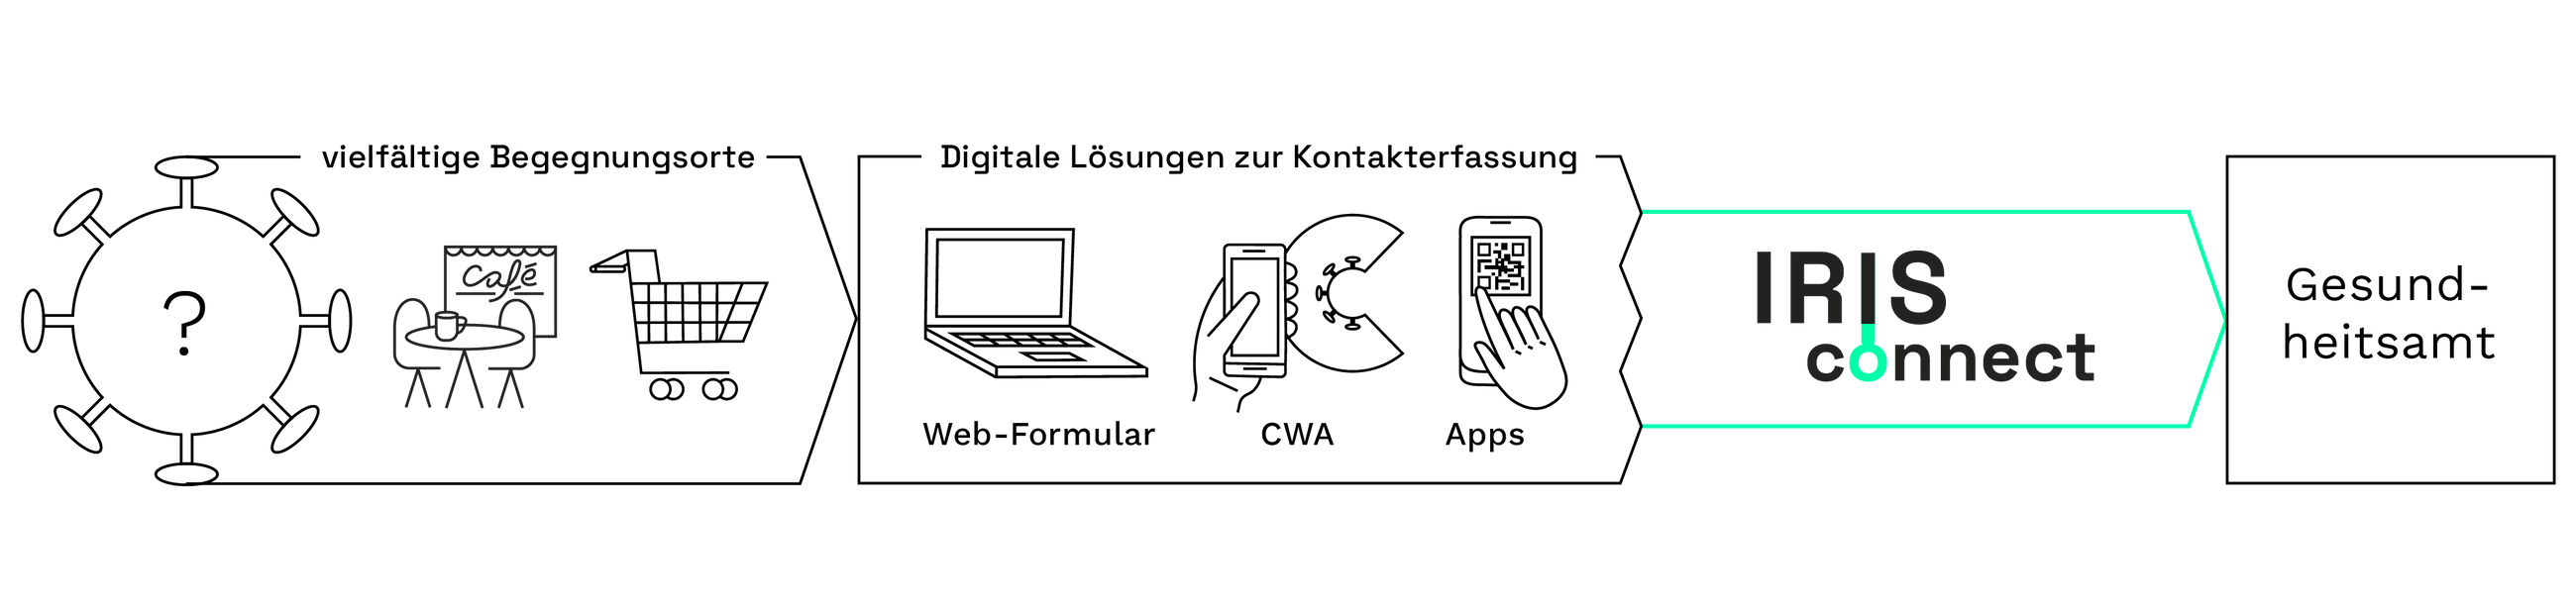 vielfältige Begegnungsorte
?
café
Digitale Lösungen zur Kontakterfassung
Web-Formular
CWA
Apps
IRIS
connect
Gesund-
heitsamt